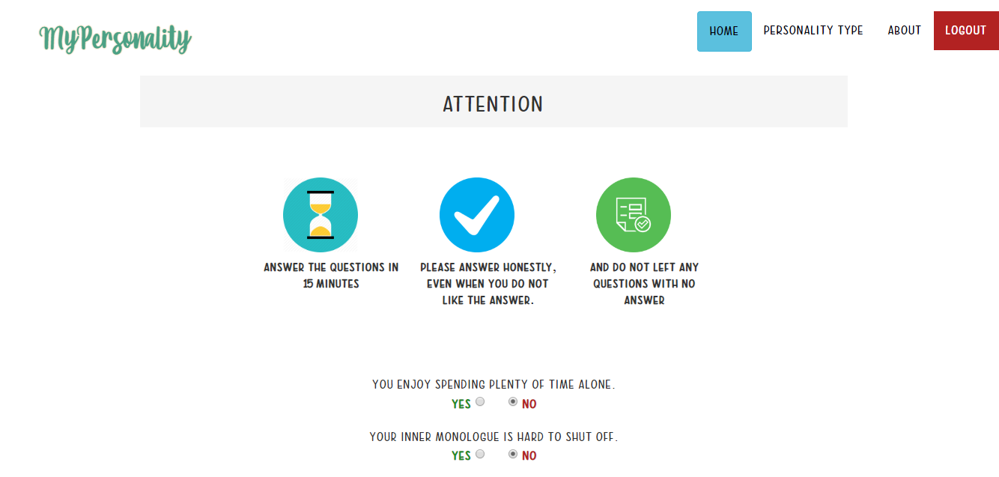 MyPersonality
HOME PERSONALITY TYPE ABOUT LOGOUT
ATTENTION
ANSWER THE QUESTIONS IN
15 MINUTES
PLEASE ANSWER HONESTLY,
EVEN WHEN YOU DO NOT
LIKE THE ANSWER.
AND DO NOT LEFT ANY
QUESTIONS WITH NO
ANSWER
YOU ENJOY SPENDING PLENTY OF TIME ALONE.
YES NO
YOUR INNER MONOLOGUE IS HARD TO SHUT OFF.
YES NO